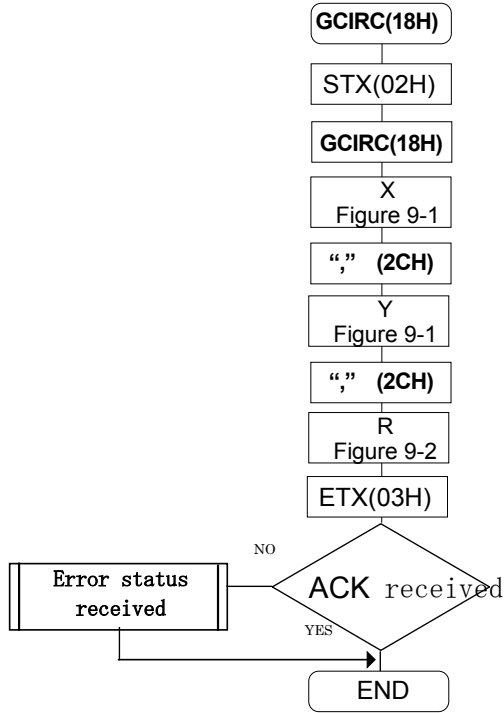 GCIRC(18H)
STX(02H)
GCIRC(18H)
X
Figure 9-1
“,” (2CH)
Y
Figure 9-1
“,” (2CH)
R
Figure 9-2
ETX(03H)
NO
Error status
received
ACK received
YES
END